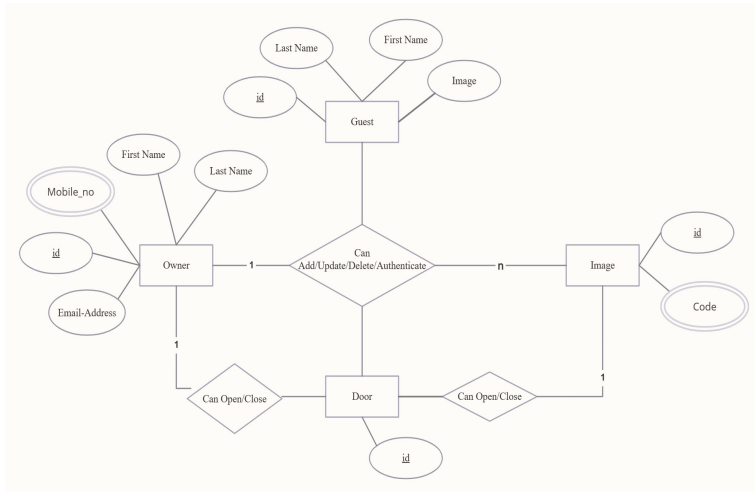 First Name
Last Name
Image
id
Guest
First Name
Last Name
Mobile_no
id
Email-Address
Owner
1
Can
Add/Update/Delete/Authenticate
n
Image
id
Code
1
1
Can Open/Close
Door
Can Open/Close
id